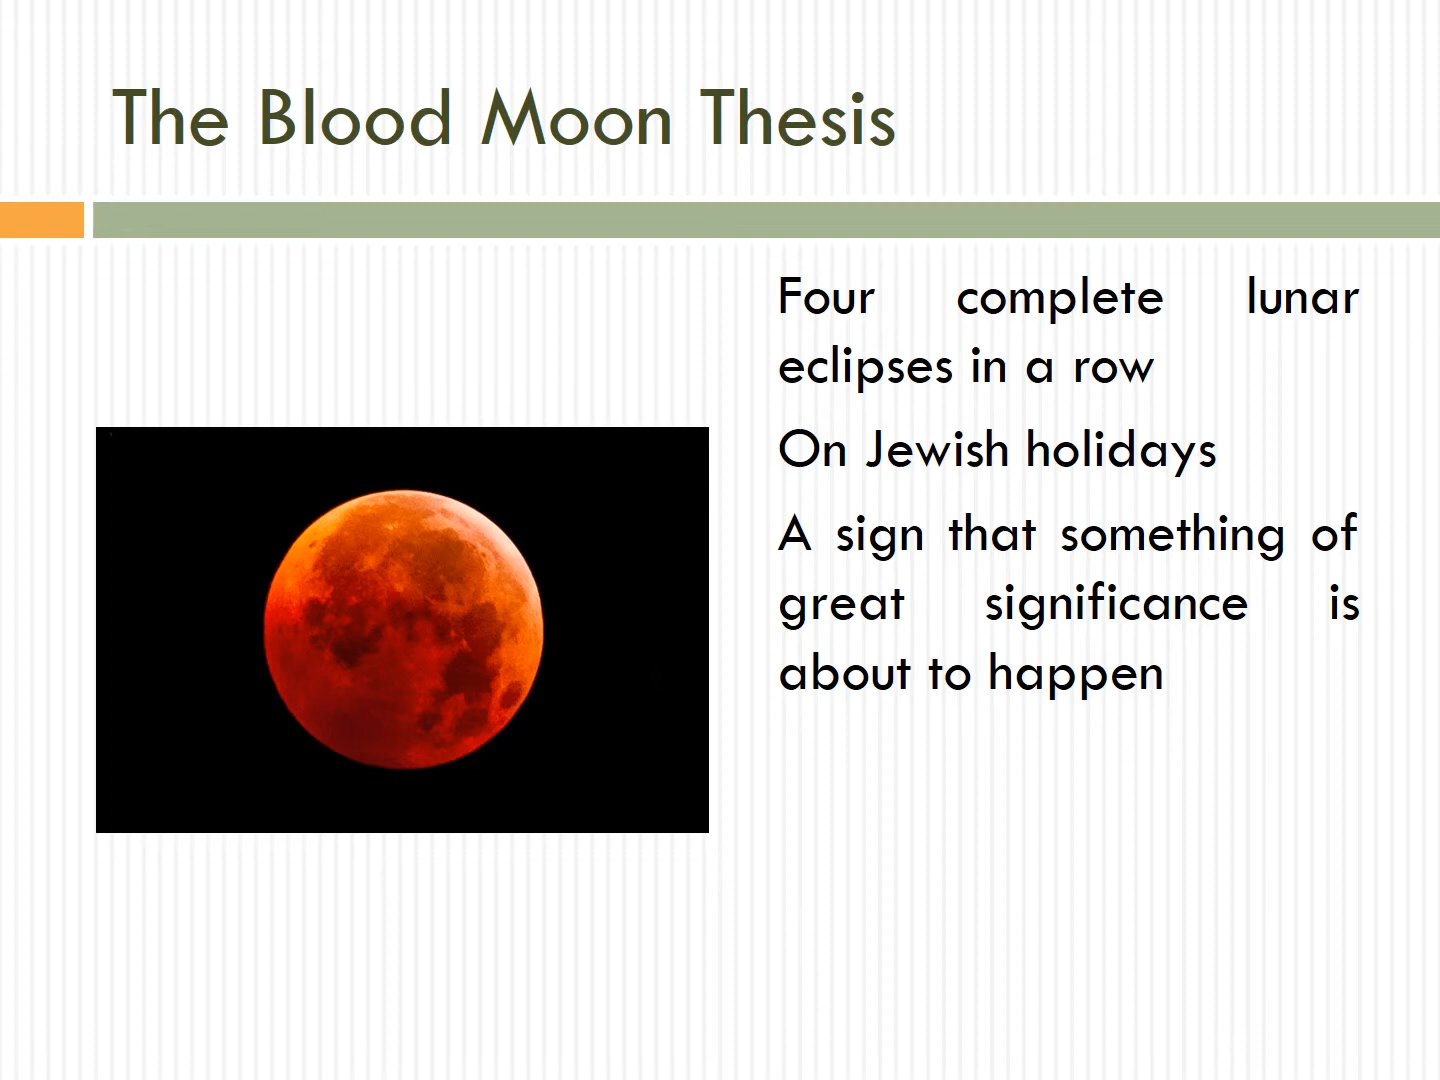 The Blood Moon Thesis
Four complete lunar
eclipses in a row
On Jewish holidays
A sign that something of
great significance is
about to happen